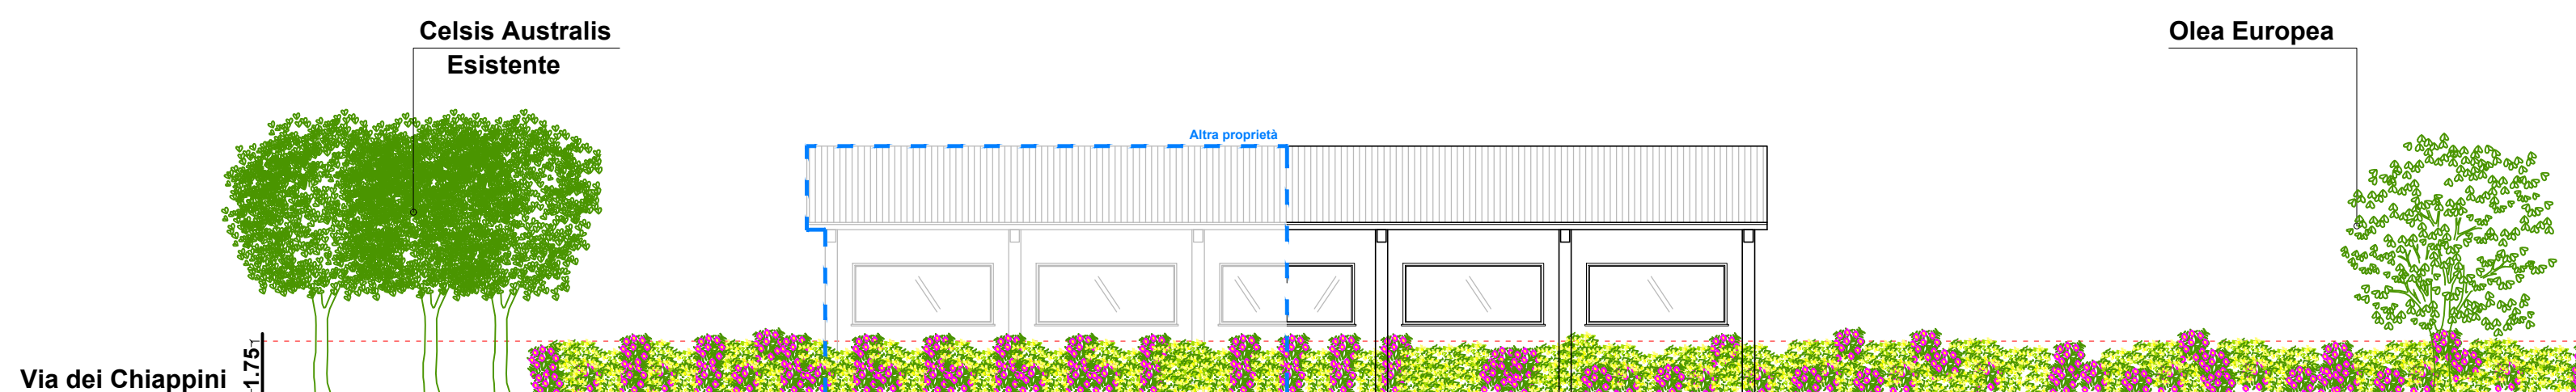 Celsis Australis
Esistente
Olea Europea
Altra proprietà
1.75
Via dei Chiappini